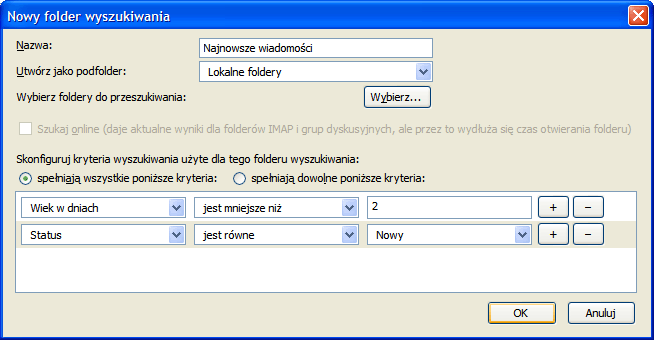 Nowy folder wyszukiwania
Nazwa: Najnowsze wiadomości
Utwórz jako podfolder: Lokalne foldery
Wybierz foldery do przeszukiwania: Wybierz...
Szukaj online (daje aktualne wyniki dla folderów IMAP i grup dyskusyjnych, ale przez to wydłuża się czas otwierania folderu)
Skonfiguruj kryteria wyszukiwania użyte dla tego folderu wyszukiwania:
spełniają wszystkie poniższe kryteria: spełniają dowolne poniższe kryteria:
Wiek w dniach jest mniejsze niż 2 + -
Status jest równe Nowy + -
OK Anuluj